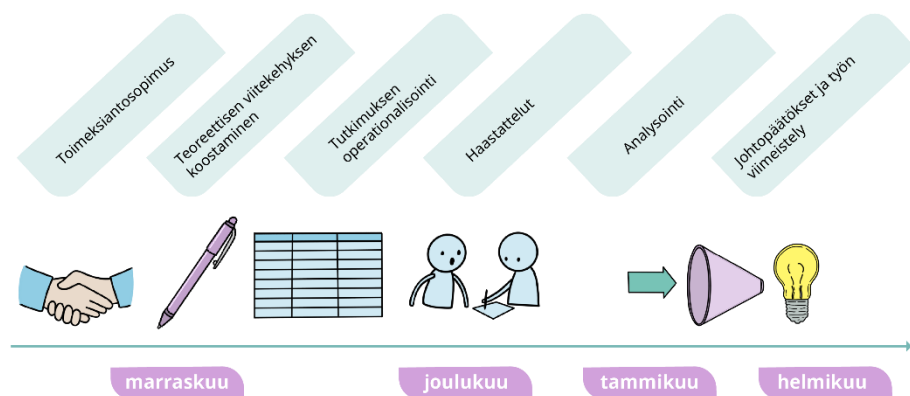 Toimeksiantosopimus
Teoreettisen viitekehyksen
koostaminen
Tutkimuksen
operationalisointi
Haastattelut
Analysointi
Johtopäätökset ja työn
viimeistely
marraskuu
joulukuu
tammikuu
helmikuu